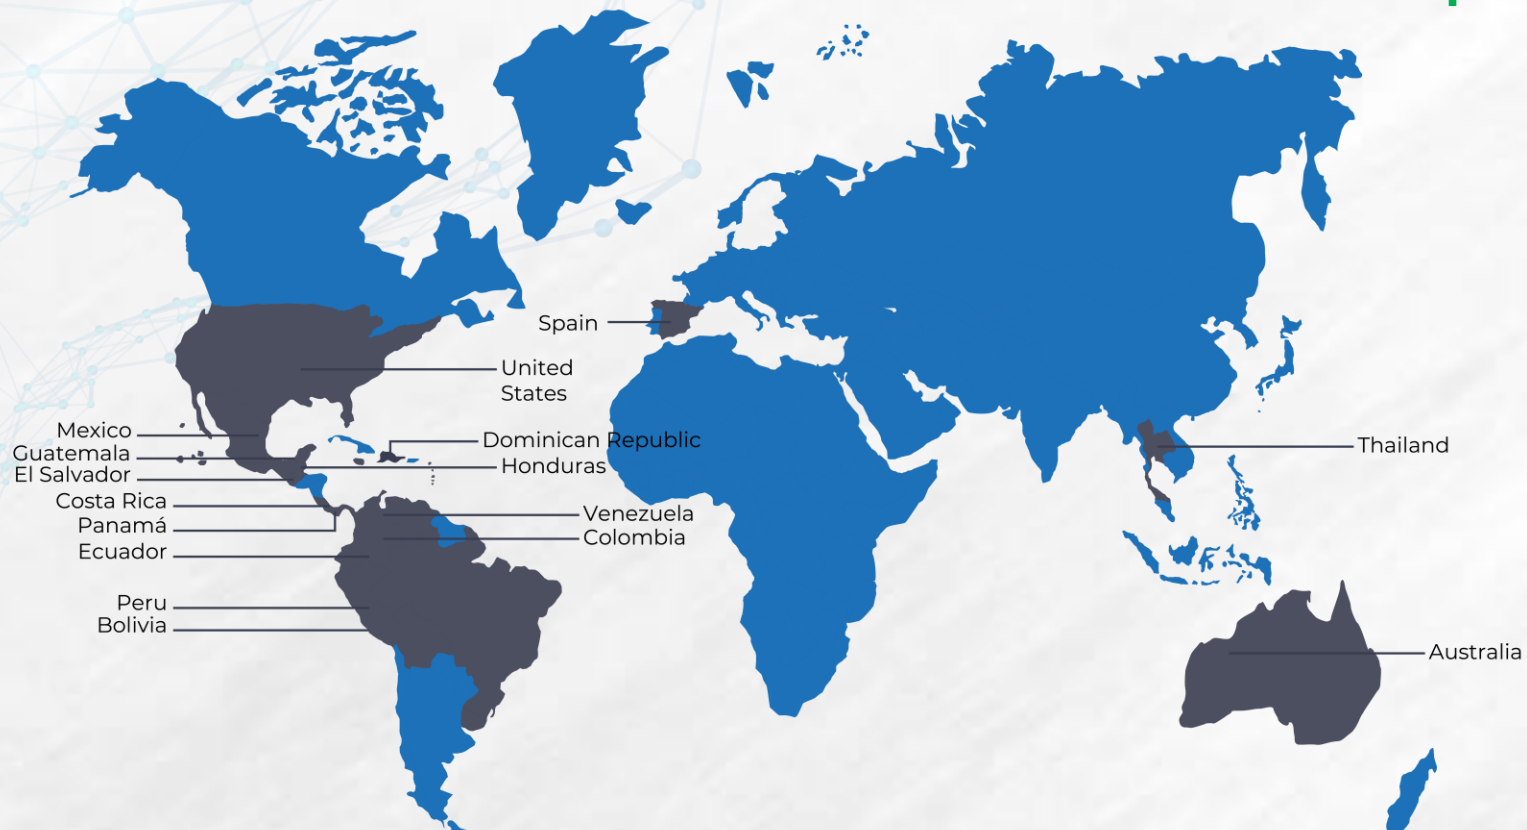 Spain
United
States
Mexico
Guatemala
El Salvador
Costa Rica
Panamá
Ecuador
Peru
Bolivia
Dominican Republic
Honduras
Venezuela
Colombia
Thailand
Australia